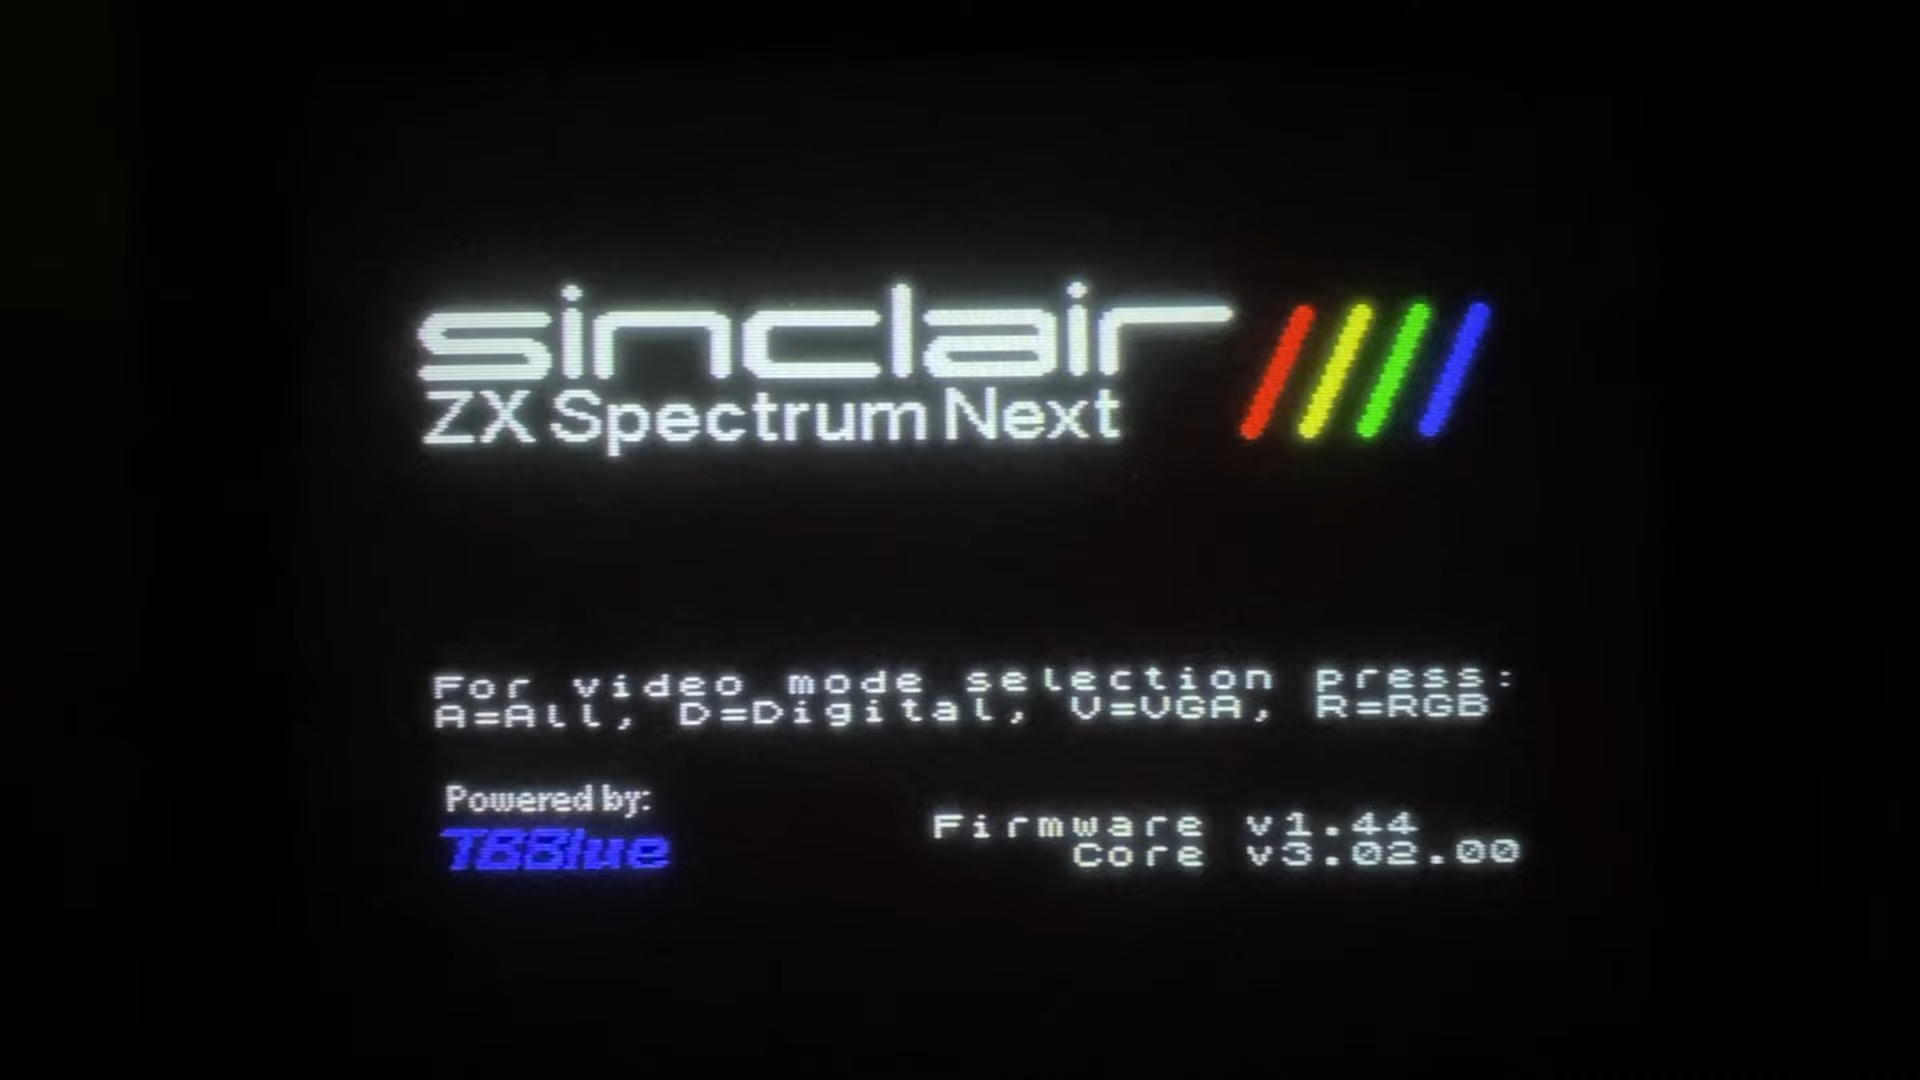 sinclair
ZX Spectrum Next
For video mode selection press:
A=All, D=Digital, V=VGA, R=RGB
Powered by:
TBBlue
Firmware v1.44
Core v3.02.00